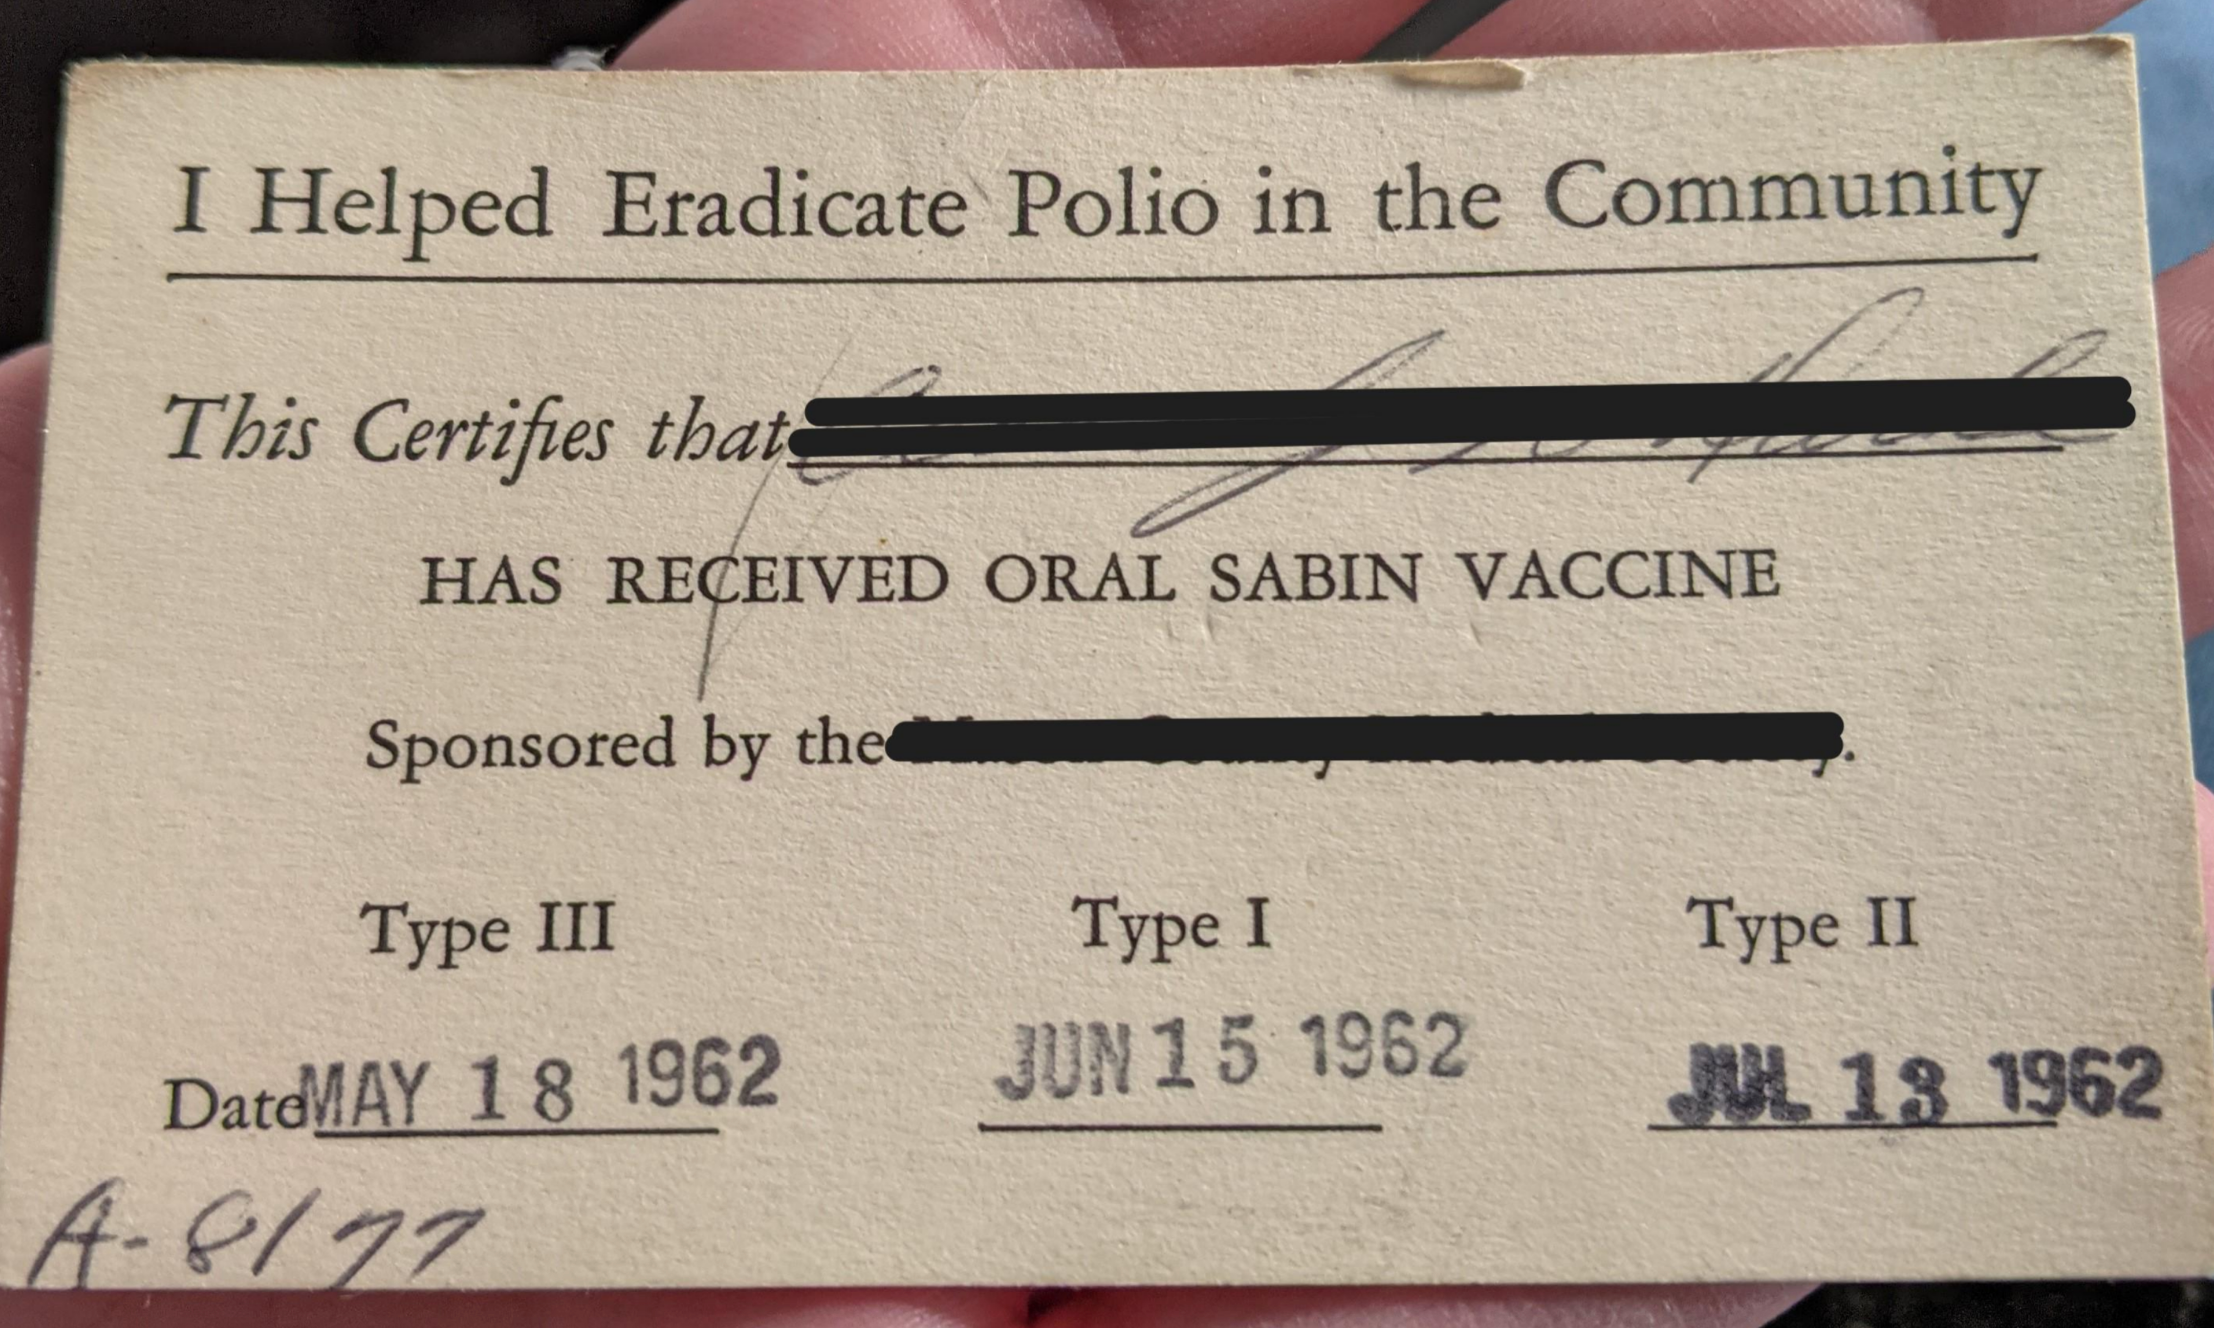 I Helped Eradicate Polio in the Community
This Certifies that
HAS RECEIVED ORAL SABIN VACCINE
Sponsored by the .
Type III Type I Type II
Date MAY 18 1962 JUN 15 1962 JUL 13 1962
A-8177